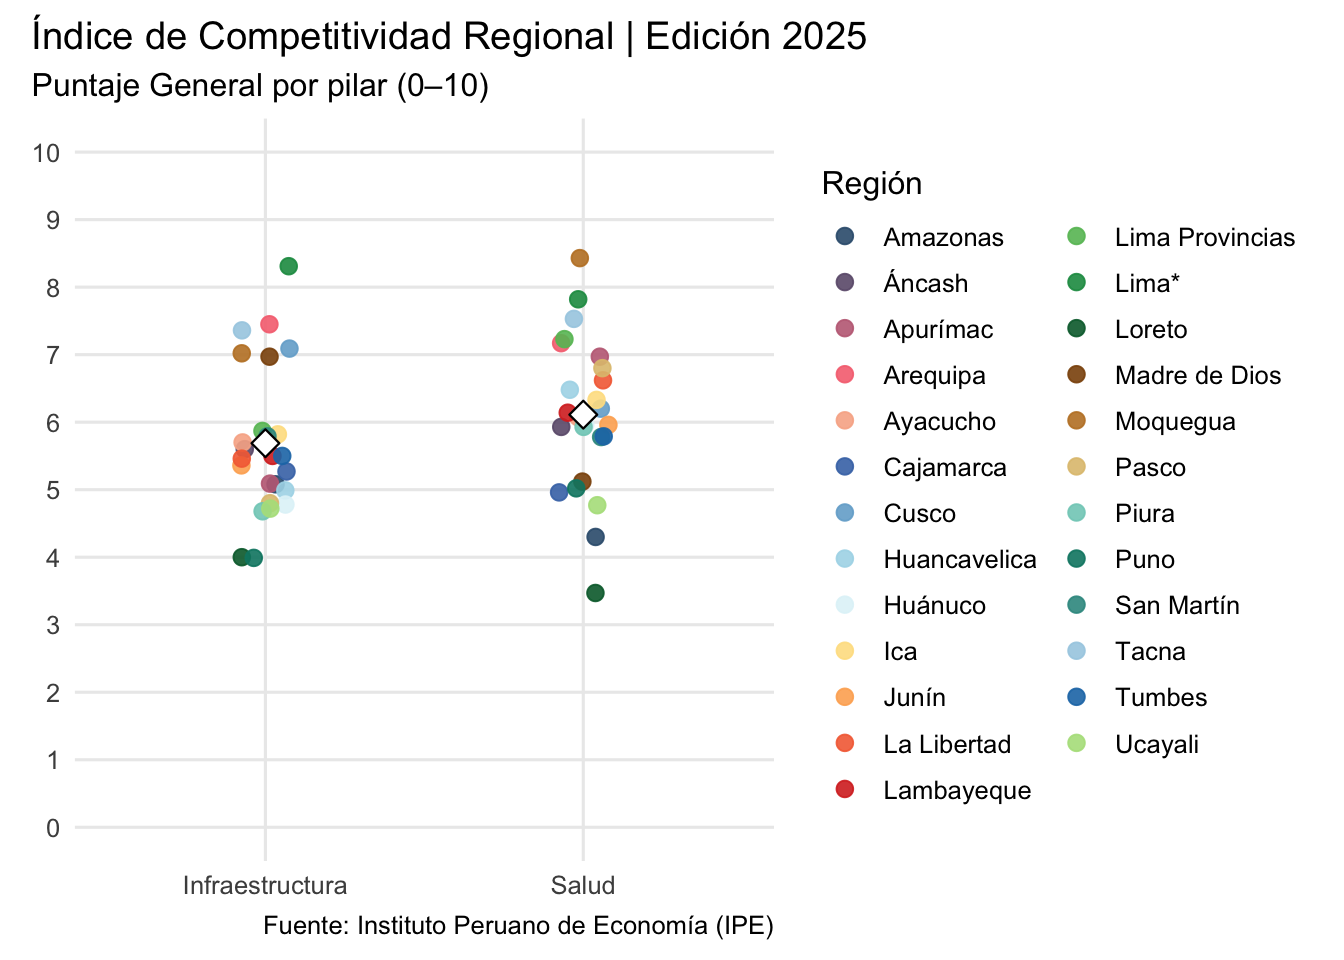 Índice de Competitividad Regional | Edición 2025
Puntaje General por pilar (0–10)
10
9
8
7
6
5
4
3
2
1
0
Infraestructura
Salud
Fuente: Instituto Peruano de Economía (IPE)
Región
Amazonas
Áncash
Apurímac
Arequipa
Ayacucho
Cajamarca
Cusco
Huancavelica
Huánuco
Ica
Junín
La Libertad
Lambayeque
Lima Provincias
Lima*
Loreto
Madre de Dios
Moquegua
Pasco
Piura
Puno
San Martín
Tacna
Tumbes
Ucayali